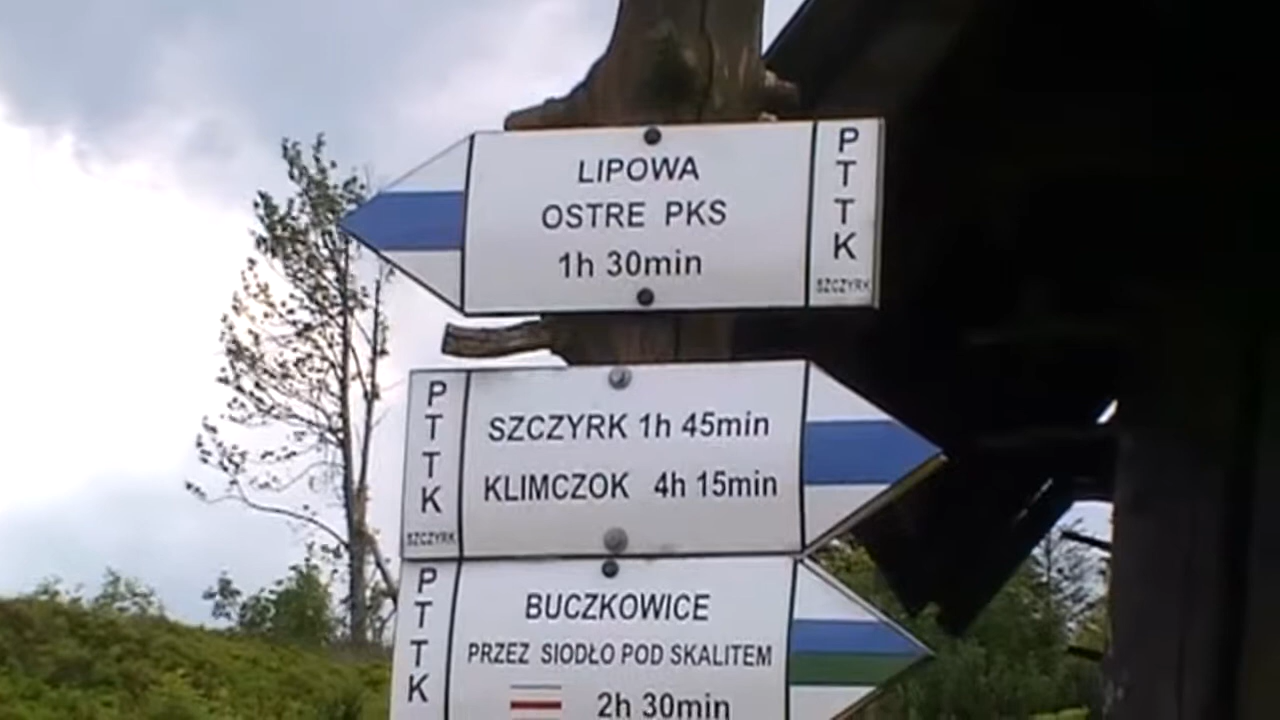 LIPOWA
OSTRE PKS
1h 30min
PTTK
SZCZYRK
PTTK
SZCZYRK
SZCZYRK 1h 45min
KLIMCZOK 4h 15min
PTTK
BUCZKOWICE
PRZEZ SIODŁO POD SKALITEM
2h 30min